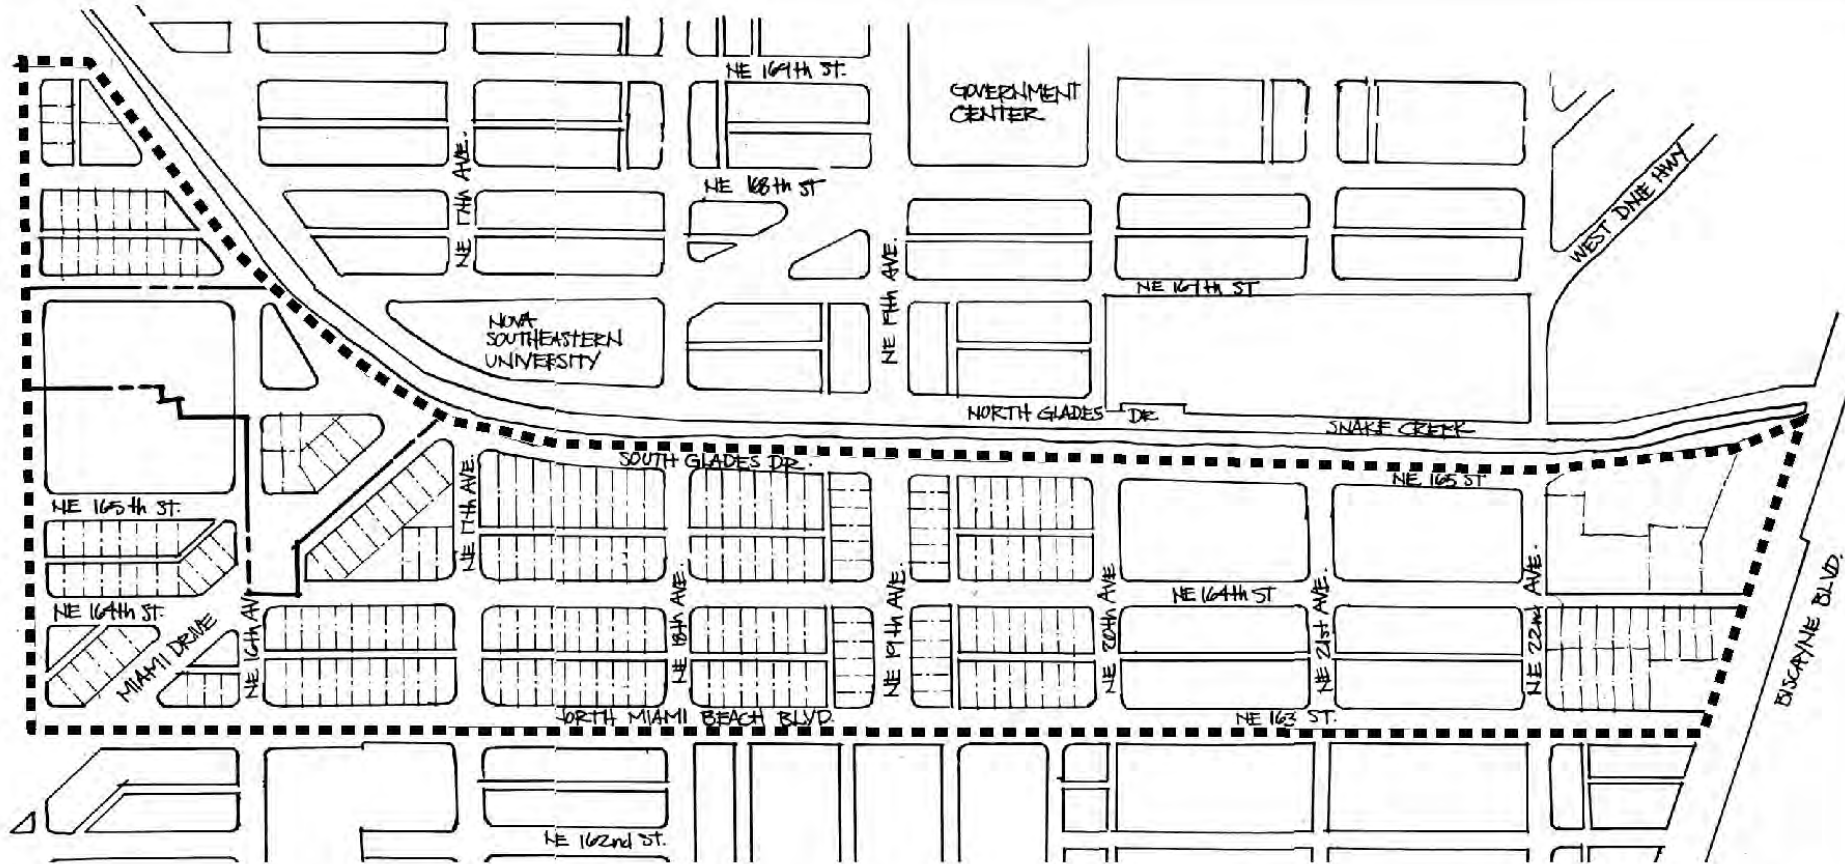 NE 169th ST.
GOVERNMENT
CENTER
NE 17th AVE.
NE 168th ST
WEST DIXIE HWY
NE 19th AVE.
NE 167th ST
NOVA
SOUTHEASTERN
UNIVERSITY
NORTH GLADES DR.
SNAKE CREEK
SOUTH GLADES DR.
NE 165 ST
NE 165th ST.
NE 17th AVE.
NE 164th ST.
MIAMI DRIVE
NE 16th AV
NE 18th AVE.
NE 19th AVE.
NE 20th AVE.
NE 164th ST
NE 21st AVE.
NE 22nd AVE.
BISCAYNE BLVD.
ORTH MIAMI BEACH BLVD.
NE 163 ST.
NE 162nd ST.